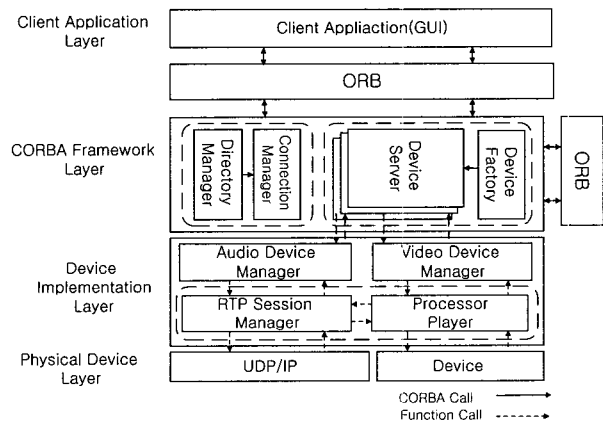 Client Application
Layer
Client Appliaction(GUI)
ORB
CORBA Framework
Layer
Directory
Manager
Connection
Manager
Device
Server
Device
Factory
ORB
Device
Implementation
Layer
Audio Device
Manager
Video Device
Manager
RTP Session
Manager
Processor
Player
Physical Device
Layer
UDP/IP
Device
CORBA Call
Function Call